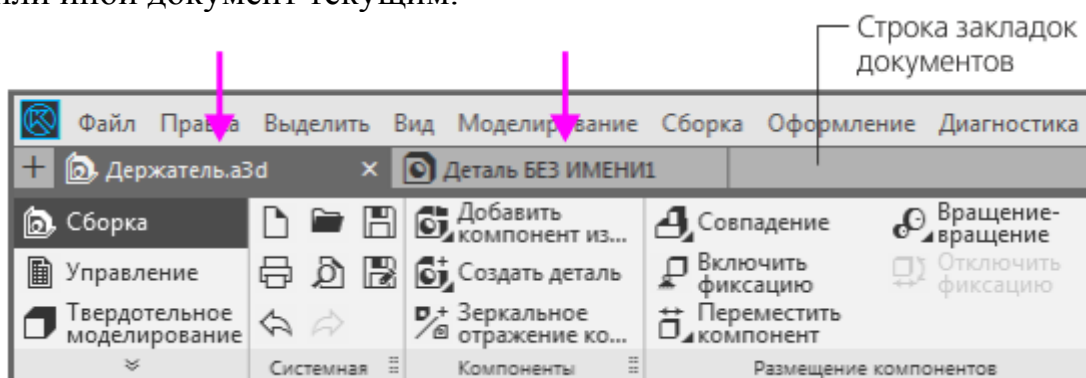 документ текущим.
Строка закладок
документов
Файл Правка Выделить Вид Моделирование Сборка Оформление Диагностика
+ Держатель.a3d × Деталь БЕЗ ИМЕНИ1
Сборка
Управление
Твердотельное
моделирование
Системная
Добавить
компонент из...
Создать деталь
Зеркальное
отражение ко...
Компоненты
Совпадение
Включить
фиксацию
Переместить
компонент
Вращение-
вращение
Отключить
фиксацию
Размещение компонентов